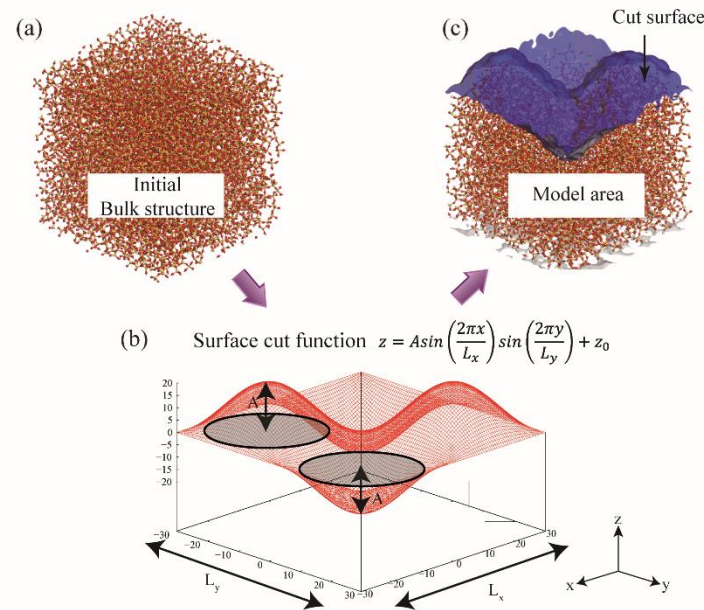 (a)
Initial
Bulk structure
(c)
Cut surface
Model area
(b)
Surface cut function z = Asin(2πx/Lx)sin(2πy/Ly) + z0
20
15
10
5
0
-5
-10
-15
-20
A
A
-30
-20
-10
0
10
20
30
-30
-20
-10
0
10
20
30
Ly
Lx
z
x
y